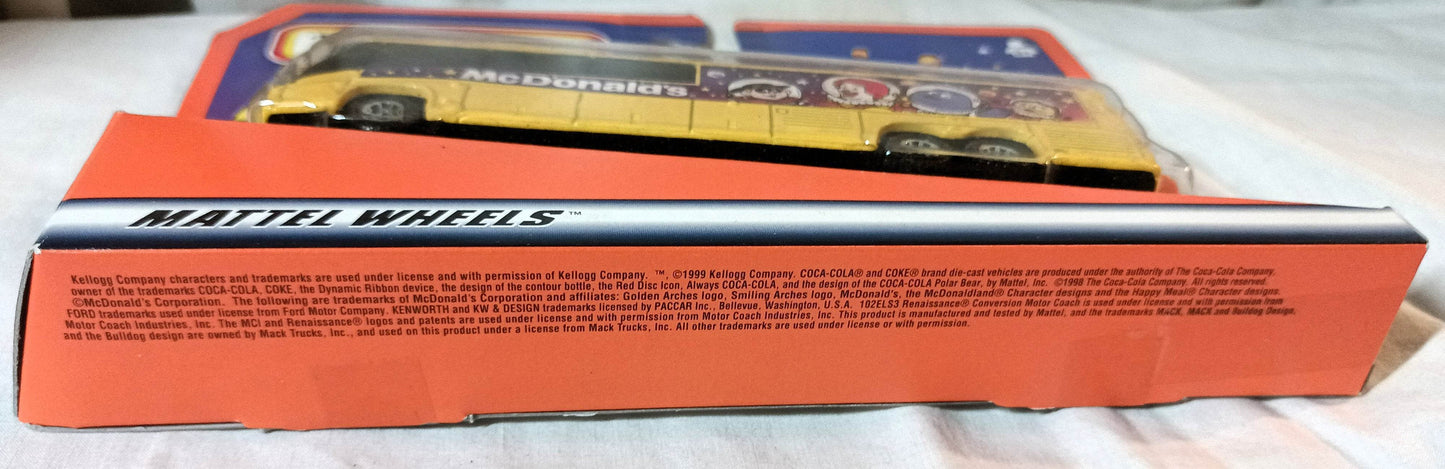 McDonald's
MATTEL WHEELS™
Kellogg Company characters and trademarks are used under license and with permission of Kellogg Company. ™, ©1999 Kellogg Company. COCA-COLA® and COKE® brand die-cast vehicles are produced under the authority of The Coca-Cola Company,
owner of the trademarks COCA-COLA, COKE, the Dynamic Ribbon device, the design of the contour bottle, the Red Disc Icon, Always COCA-COLA, and the design of the COCA-COLA Polar Bear, by Mattel, Inc. ©1998 The Coca-Cola Company. All rights reserved.
©McDonald's Corporation. The following are trademarks of McDonald's Corporation and affiliates: Golden Arches logo, Smiling Arches logo, McDonald's, the McDonaldland® Character designs and the Happy Meal® Character designs.
FORD trademarks used under license from Ford Motor Company. KENWORTH and KW & DESIGN trademarks licensed by PACCAR Inc., Bellevue, Washington, U.S.A. 102ELS3 Renaissance® Conversion Motor Coach is used under license and with permission from
Motor Coach Industries, Inc. The MCI and Renaissance® logos and patents are used under license and with permission from Motor Coach Industries, Inc. This product is manufactured and tested by Mattel, and the trademarks MACK, MACK and Bulldog Design,
and the Bulldog design are owned by Mack Trucks, Inc., and used on this product under a license from Mack Trucks, Inc. All other trademarks are used under license or with permission.